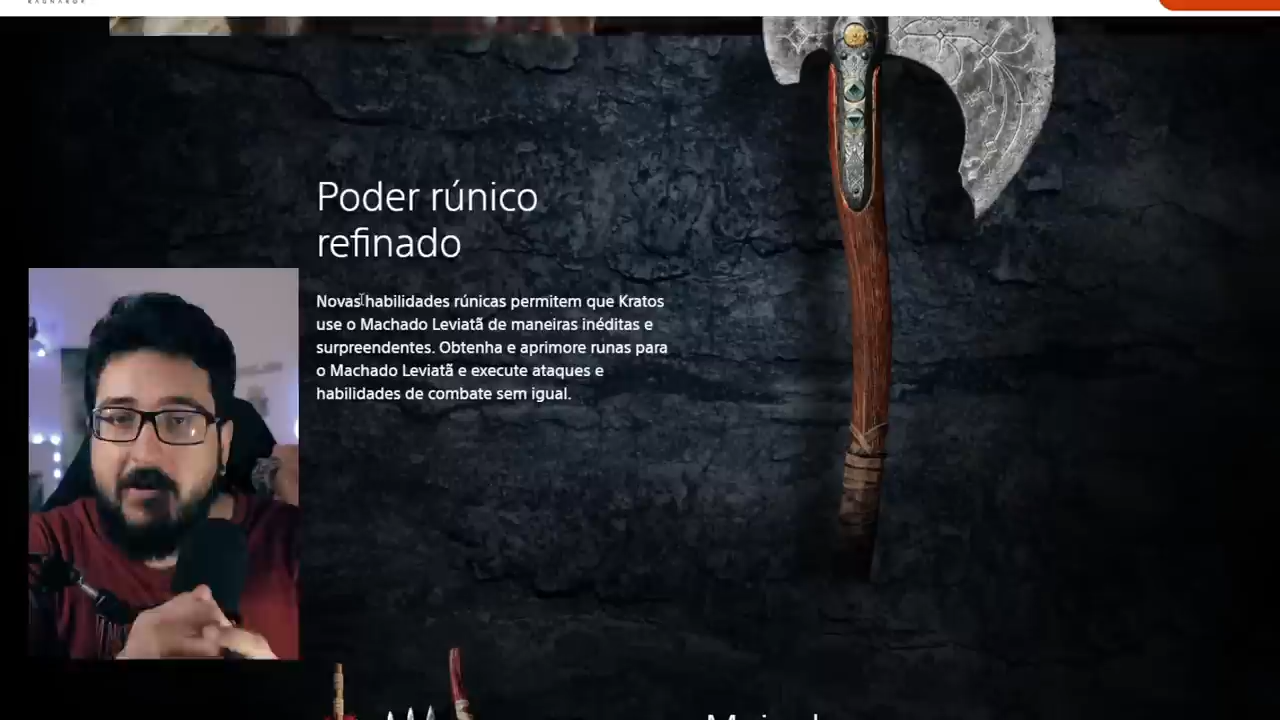 RAGNARÖK
Poder rúnico
refinado
Novas habilidades rúnicas permitem que Kratos
use o Machado Leviatã de maneiras inéditas e
surpreendentes. Obtenha e aprimore runas para
o Machado Leviatã e execute ataques e
habilidades de combate sem igual.